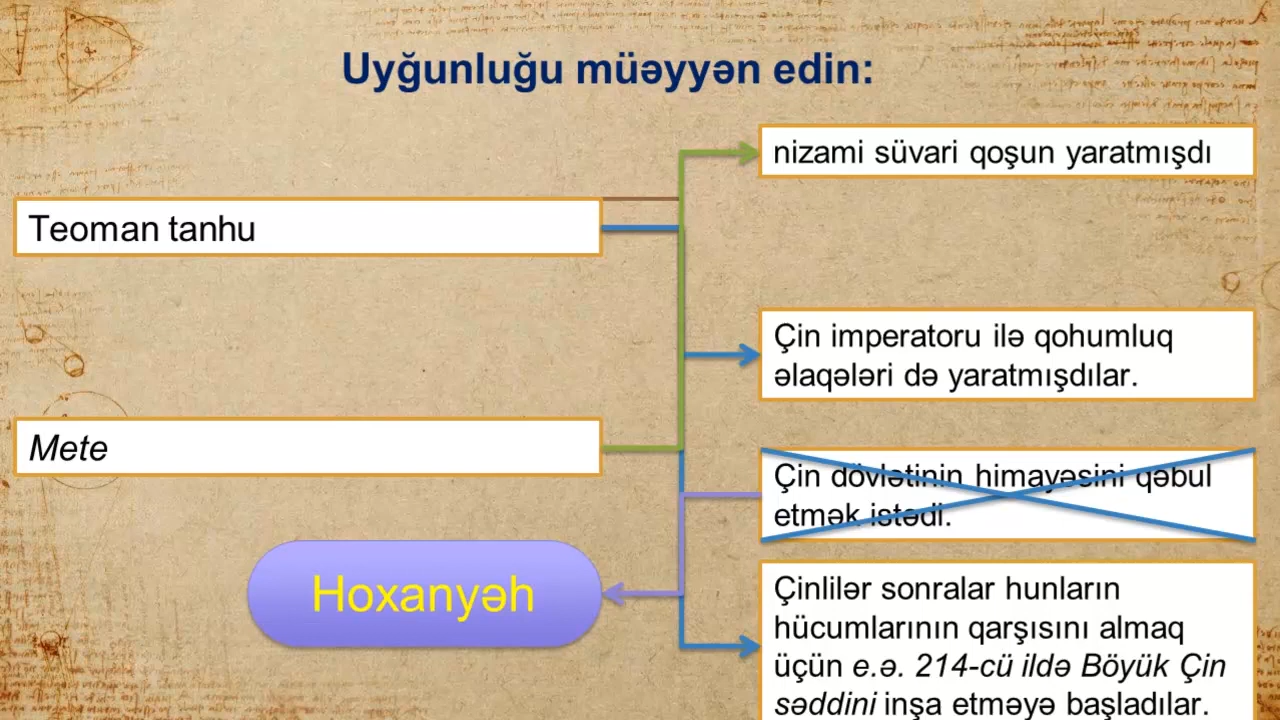 Uyğunluğu müəyyən edin:
nizami süvari qoşun yaratmışdı
Teoman tanhu
Çin imperatoru ilə qohumluq
əlaqələri də yaratmışdılar.
Mete
Çin dövlətinin himayəsini qəbul
etmək istədi.
Hoxanyəh
Çinlilər sonralar hunların
hücumlarının qarşısını almaq
üçün e.ə. 214-cü ildə Böyük Çin
səddini inşa etməyə başladılar.